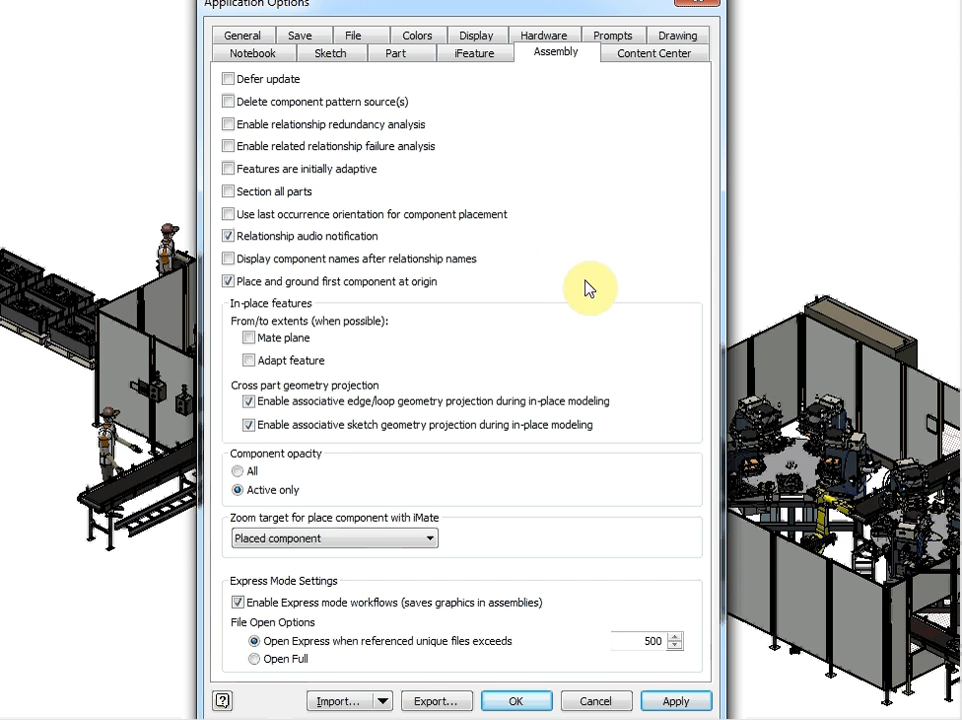 Application Options
General Save File Colors Display Hardware Prompts Drawing
Notebook Sketch Part iFeature Assembly Content Center
Defer update
Delete component pattern source(s)
Enable relationship redundancy analysis
Enable related relationship failure analysis
Features are initially adaptive
Section all parts
Use last occurrence orientation for component placement
Relationship audio notification
Display component names after relationship names
Place and ground first component at origin
In-place features
From/to extents (when possible):
Mate plane
Adapt feature
Cross part geometry projection
Enable associative edge/loop geometry projection during in-place modeling
Enable associative sketch geometry projection during in-place modeling
Component opacity
All
Active only
Zoom target for place component with iMate
Placed component
Express Mode Settings
Enable Express mode workflows (saves graphics in assemblies)
File Open Options
Open Express when referenced unique files exceeds 500
Open Full
? Import... Export... OK Cancel Apply